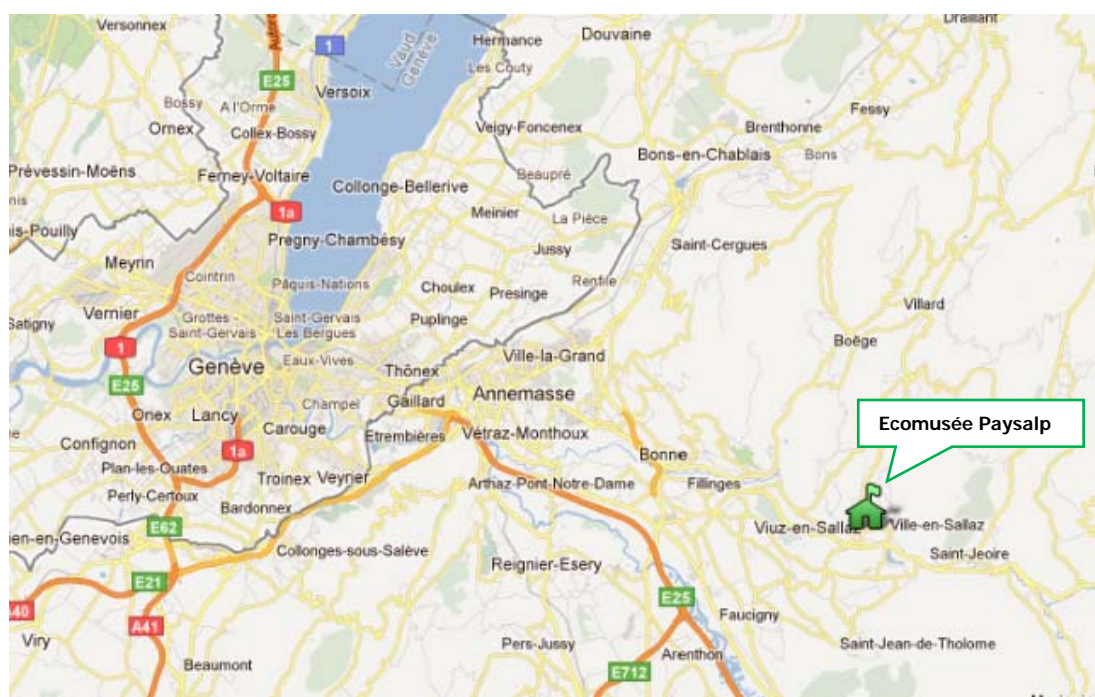 Versonnex
Autorou
Draillant
Hermance
Douvaine
1
Vaud
Genève
Les Couty
E25
Versoix
Bossy
A l'Orme
Fessy
Ornex
Collex-Bossy
Veigy-Foncenex
Brenthonne
Bons-en-Chablais
Bons
Prévessin-Moëns
Ferney-Voltaire
Beaupré
Collonge-Bellerive
1a
Meinier
La Pièce
is-Pouilly
Pregny-Chambésy
Jussy
Saint-Cergues
Meyrin
Cointrin
Pâquis-Nations
Choulex
Presinge
Renfile
Villard
Satigny
Vernier
Grottes
Saint-Gervais
Saint-Gervais
Les Bergues
Puplinge
Boëge
1
Eaux-Vives
Ville-la-Grand
Genève
Thônex
E25
Annemasse
Gaillard
Champel
Onex
Lancy
Carouge
Etrembières
Vétraz-Monthoux
Ecomusée Paysalp
Confignon
1a
Bonne
Plan-les-Ouates
Troinex
Veyrier
Arthaz-Pont-Notre-Dame
Fillinges
Perly-Certoux
Bardonnex
E62
Viuz-en-Sallaz
Ville-en-Sallaz
en-en-Genevois
Collonges-sous-Salève
Saint-Jeoire
Reignier-Esery
E21
E25
40
A41
Faucigny
Viry
Pers-Jussy
Saint-Jean-de-Tholome
Beaumont
Arenthon
E712